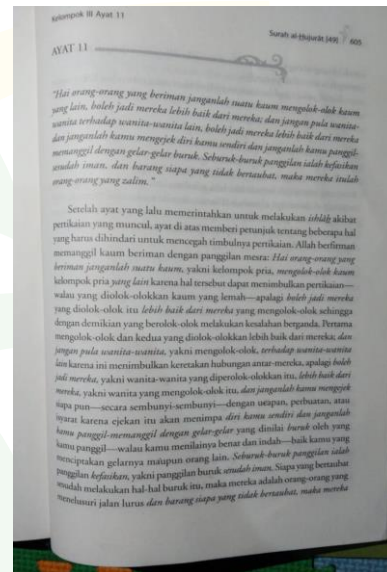 Kelompok III Ayat 11
Surah al-Hujurât [49] 605
AYAT 11
"Hai orang-orang yang beriman janganlah suatu kaum mengolok-olok kaum
yang lain, boleh jadi mereka lebih baik dari mereka; dan jangan pula wanita-
wanita terhadap wanita-wanita lain, boleh jadi mereka lebih baik dari mereka
dan janganlah kamu mengejek diri kamu sendiri dan janganlah kamu panggil-
memanggil dengan gelar-gelar buruk. Seburuk-buruk panggilan ialah kefasikan
sesudah iman, dan barang siapa yang tidak bertaubat, maka mereka itulah
orang-orang yang zalim."
Setelah ayat yang lalu memerintahkan untuk melakukan ishlâh akibat
pertikaian yang muncul, ayat di atas memberi petunjuk tentang beberapa hal
yang harus dihindari untuk mencegah timbulnya pertikaian. Allah berfirman
memanggil kaum beriman dengan panggilan mesra: Hai orang-orang yang
beriman janganlah suatu kaum, yakni kelompok pria, mengolok-olok kaum
kelompok pria yang lain karena hal tersebut dapat menimbulkan pertikaian—
walau yang diolok-olokkan kaum yang lemah—apalagi boleh jadi mereka
yang diolok-olok itu lebih baik dari mereka yang mengolok-olok sehingga
dengan demikian yang berolok-olok melakukan kesalahan berganda. Pertama
mengolok-olok dan kedua yang diolok-olokkan lebih baik dari mereka; dan
jangan pula wanita-wanita, yakni mengolok-olok, terhadap wanita-wanita
lain karena ini menimbulkan keretakan hubungan antar-mereka, apalagi boleh
jadi mereka, yakni wanita-wanita yang diperolok-olokkan itu, lebih baik dari
mereka, yakni wanita yang mengolok-olok itu, dan janganlah kamu mengejek
siapa pun—secara sembunyi-sembunyi—dengan ucapan, perbuatan, atau
isyarat karena ejekan itu akan menimpa diri kamu sendiri dan janganlah
kamu panggil-memanggil dengan gelar-gelar yang dinilai buruk oleh yang
kamu panggil—walau kamu menilainya benar dan indah—baik kamu yang
menciptakan gelarnya maupun orang lain. Seburuk-buruk panggilan ialah
panggilan kefasikan, yakni panggilan buruk sesudah iman. Siapa yang bertaubat
sesudah melakukan hal-hal buruk itu, maka mereka adalah orang-orang yang
menelusuri jalan lurus dan barang siapa yang tidak bertaubat, maka mereka